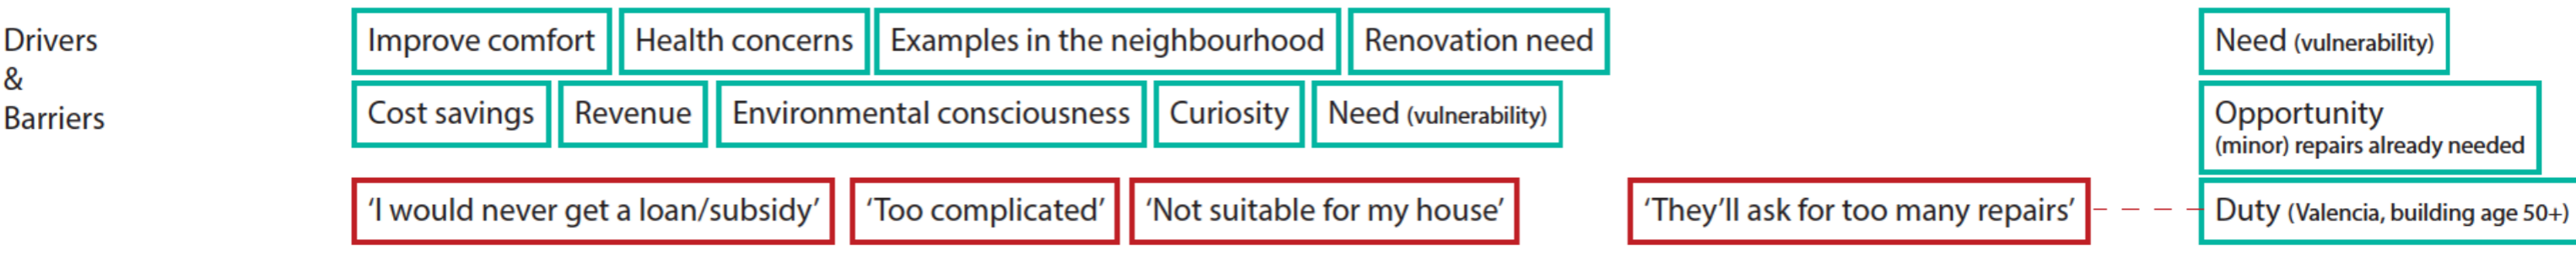 Drivers
&
Barriers
Improve comfort Health concerns Examples in the neighbourhood Renovation need Need (vulnerability)
Cost savings Revenue Environmental consciousness Curiosity Need (vulnerability) Opportunity
(minor) repairs already needed
‘I would never get a loan/subsidy’ ‘Too complicated’ ‘Not suitable for my house’ ‘They’ll ask for too many repairs’ Duty (Valencia, building age 50+)